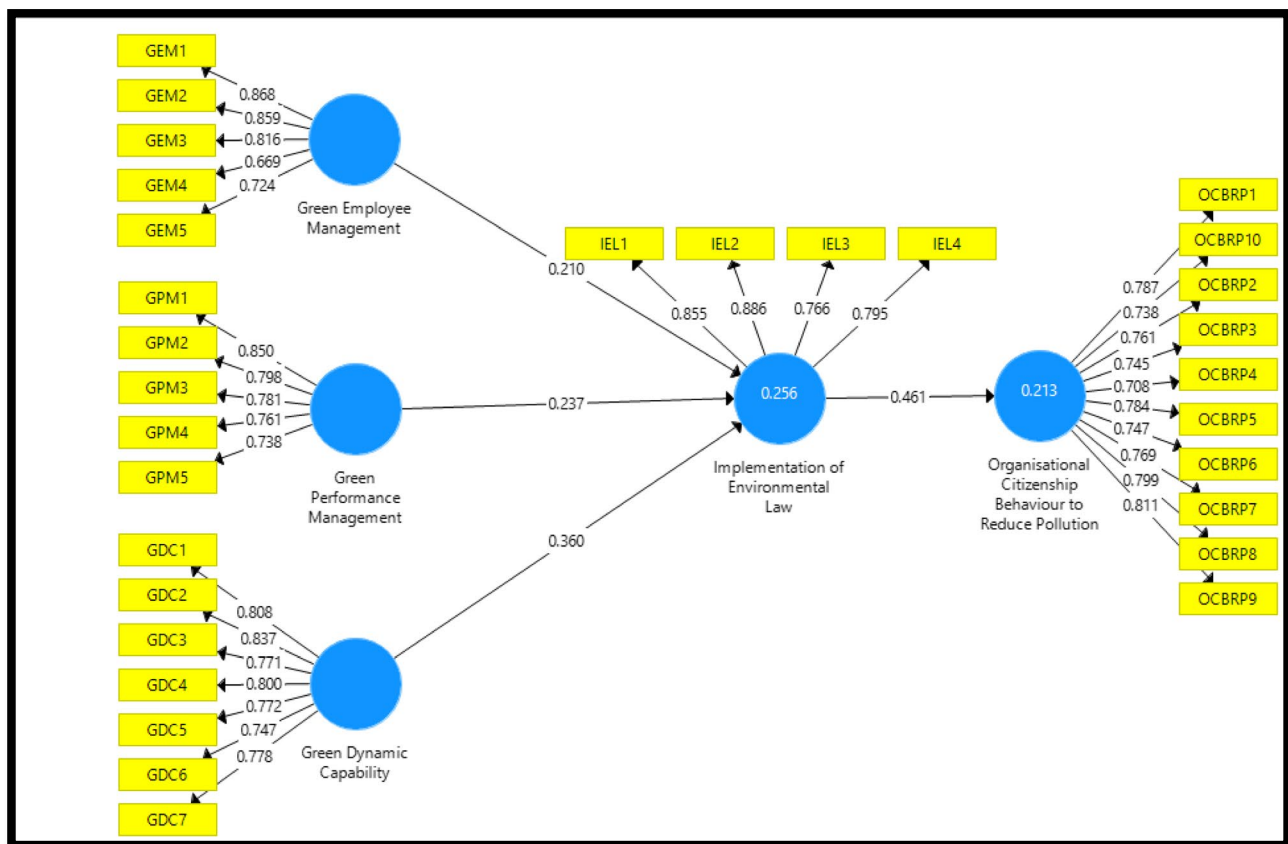 GEM1
GEM2
GEM3
GEM4
GEM5
0.868
0.859
0.816
0.669
0.724
Green Employee
Management
GPM1
GPM2
GPM3
GPM4
GPM5
0.850
0.798
0.781
0.761
0.738
Green
Performance
Management
GDC1
GDC2
GDC3
GDC4
GDC5
GDC6
GDC7
0.808
0.837
0.771
0.800
0.772
0.747
0.778
Green Dynamic
Capability
0.210
0.237
0.360
IEL1
IEL2
IEL3
IEL4
0.855
0.886
0.766
0.795
0.256
Implementation of
Environmental
Law
0.461
0.213
Organisational
Citizenship
Behaviour to
Reduce Pollution
0.787
0.738
0.761
0.745
0.708
0.784
0.747
0.769
0.799
0.811
OCBRP1
OCBRP10
OCBRP2
OCBRP3
OCBRP4
OCBRP5
OCBRP6
OCBRP7
OCBRP8
OCBRP9